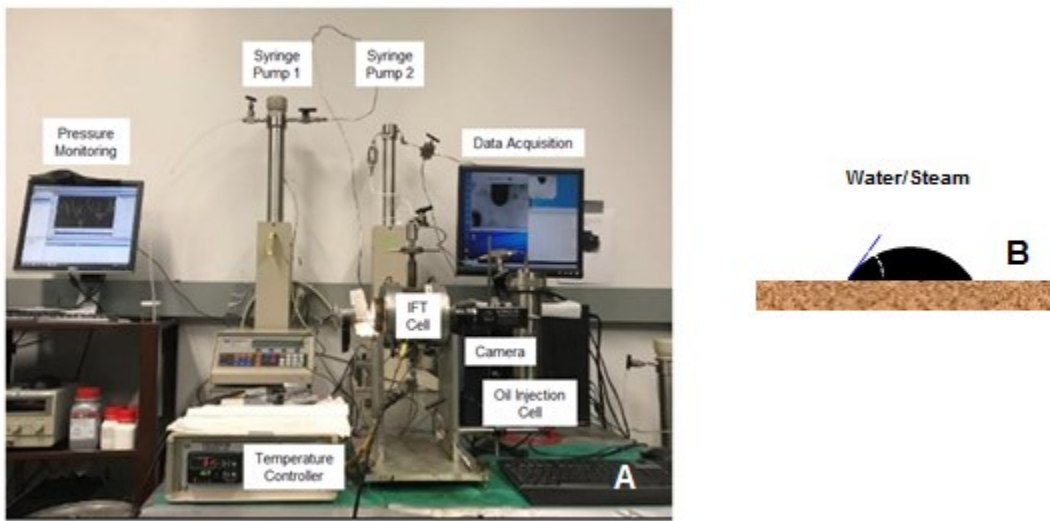 Syringe
Pump 1
Syringe
Pump 2
Pressure
Monitoring
Data Acquisition
IFT
Cell
Camera
Oil Injection
Cell
Temperature
Controller
A
Water/Steam
B